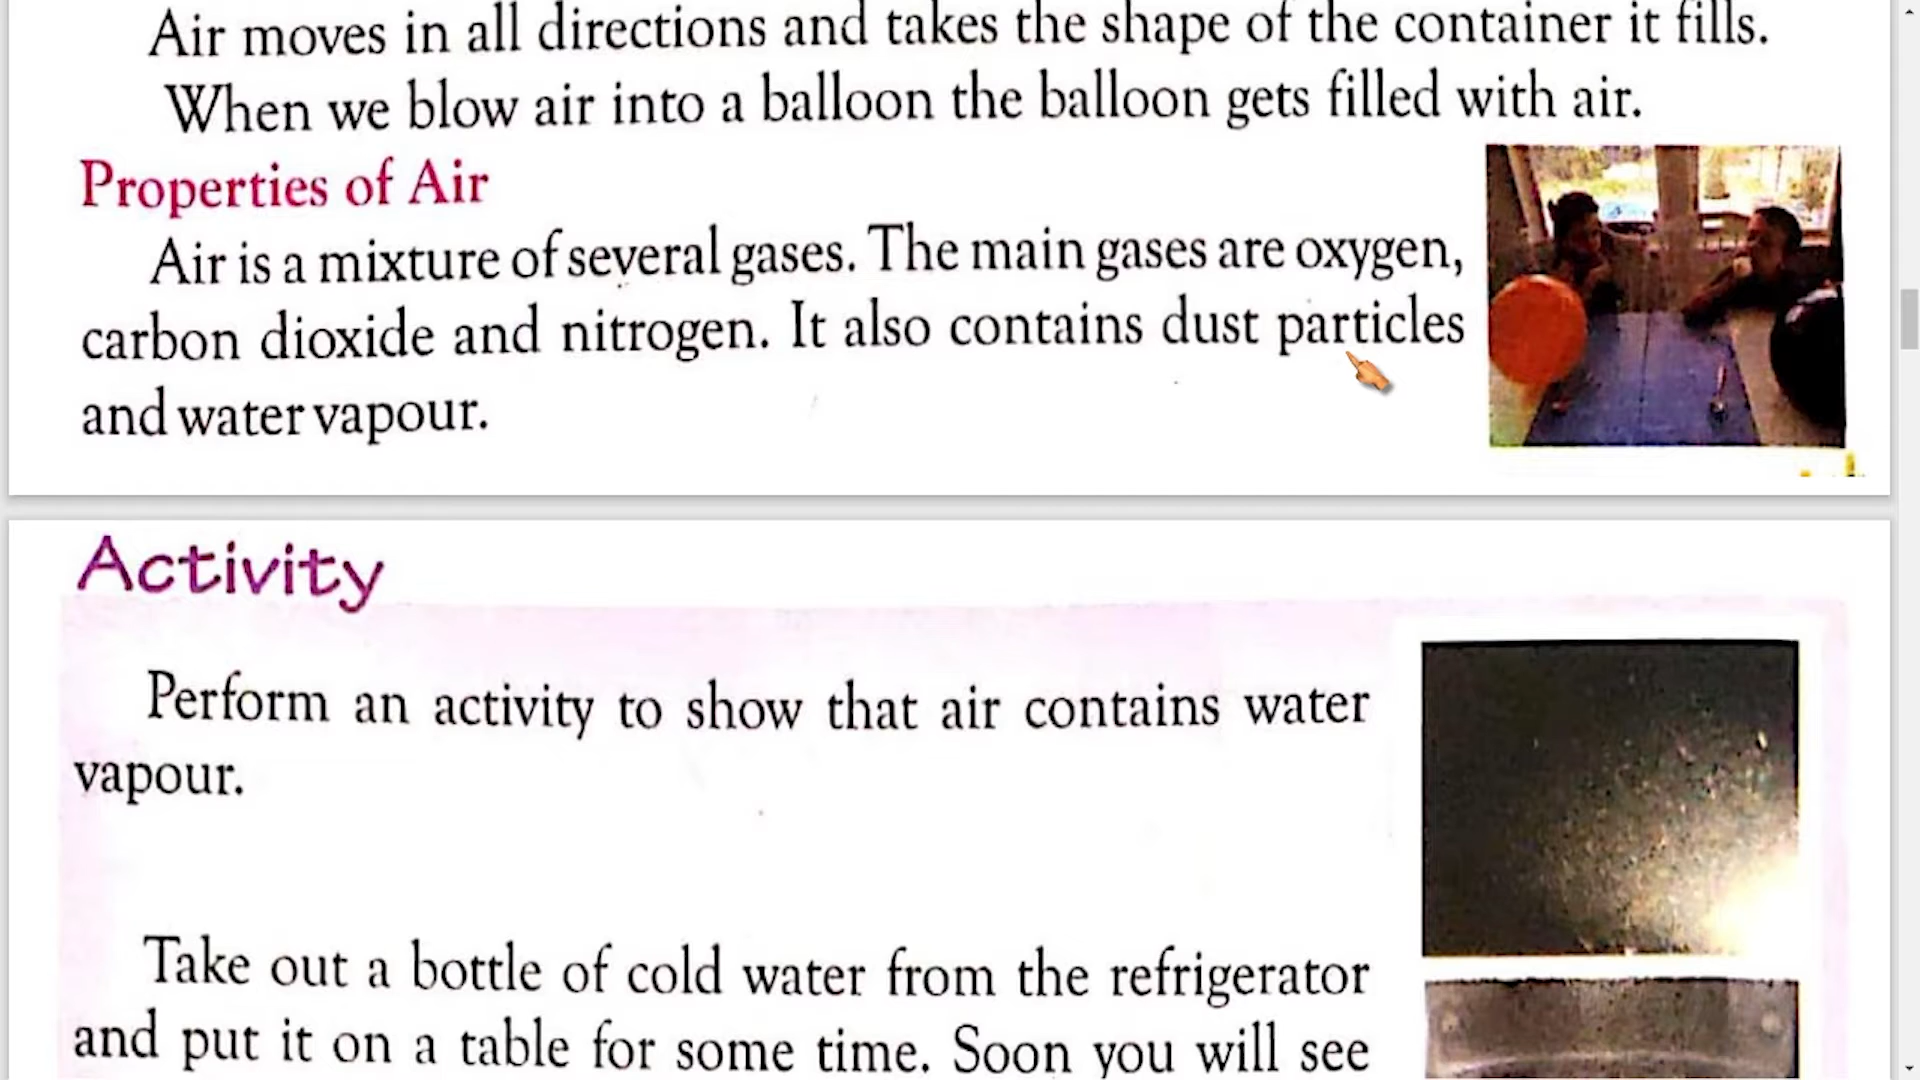 Air moves in all directions and takes the shape of the container it fills.
When we blow air into a balloon the balloon gets filled with air.
Properties of Air
Air is a mixture of several gases. The main gases are oxygen,
carbon dioxide and nitrogen. It also contains dust particles
and water vapour.
Activity
Perform an activity to show that air contains water
vapour.
Take out a bottle of cold water from the refrigerator
and put it on a table for some time. Soon you will see